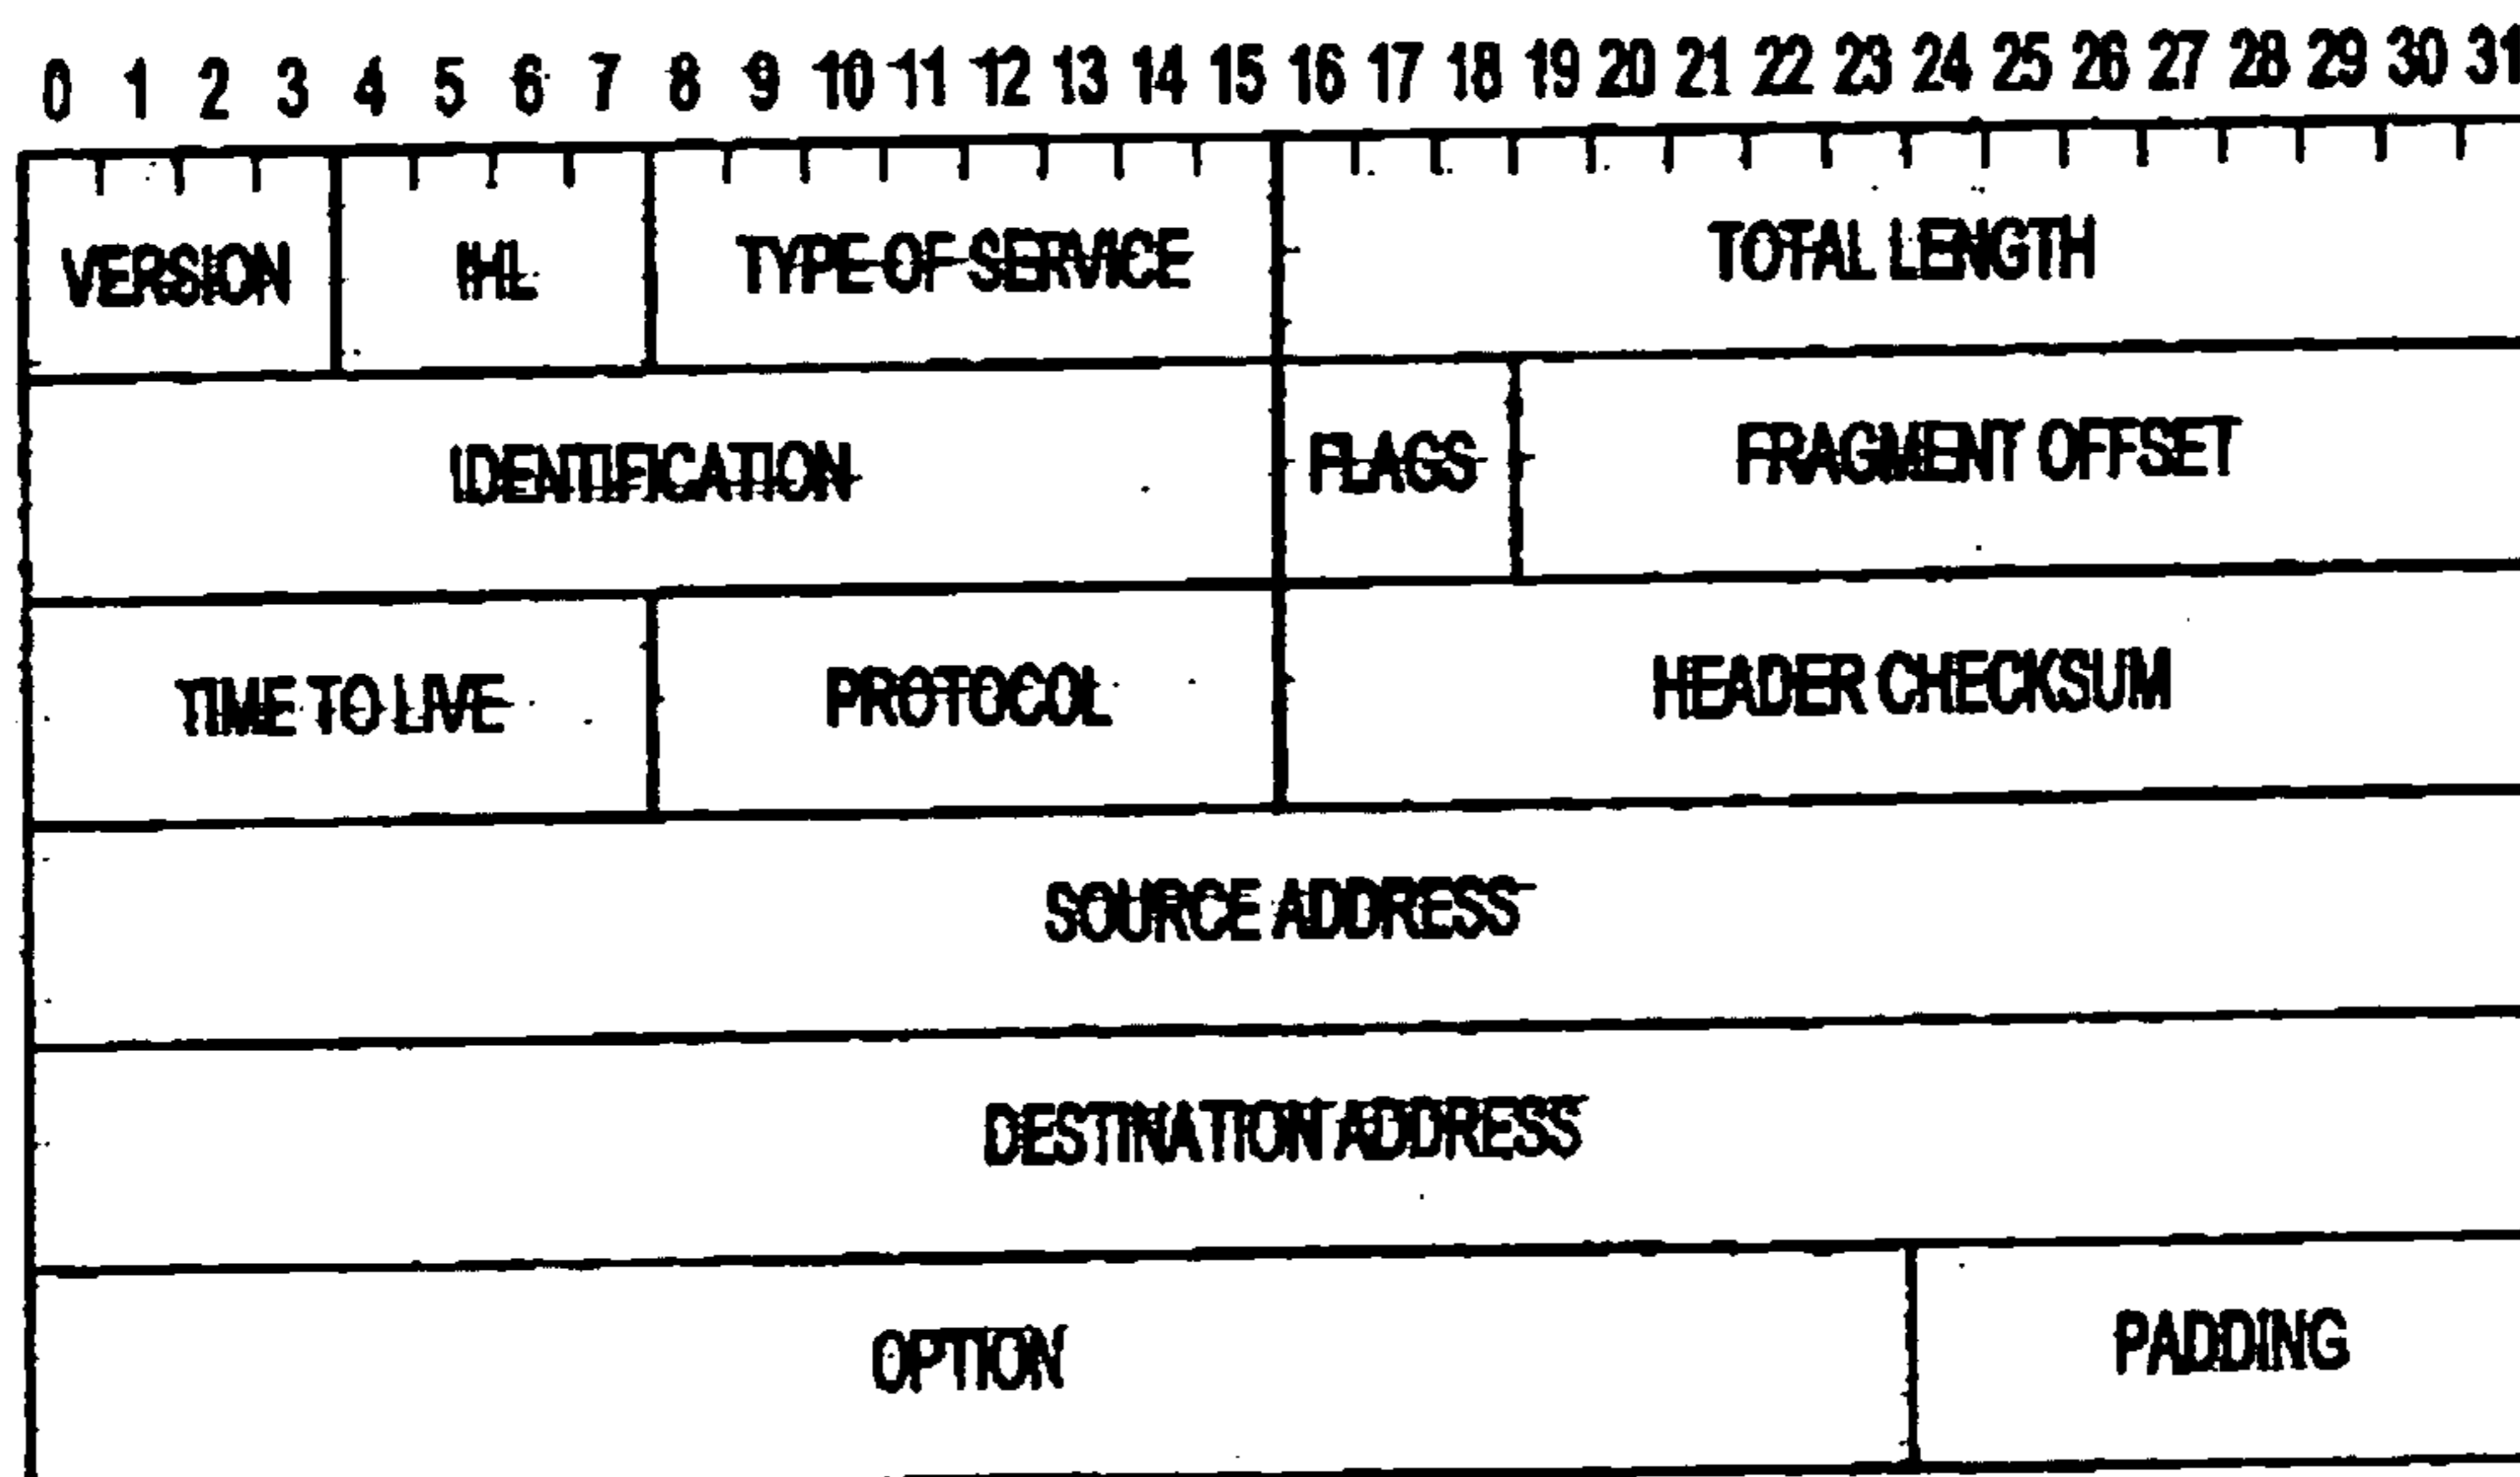 0 1 2 3 4 5 6 7 8 9 10 11 12 13 14 15 16 17 18 19 20 21 22 23 24 25 26 27 28 29 30 31
VERSION IHL TYPE OF SERVICE TOTAL LENGTH
IDENTIFICATION FLAGS FRAGMENT OFFSET
TIME TO LIVE PROTOCOL HEADER CHECKSUM
SOURCE ADDRESS
DESTINATION ADDRESS
OPTION PADDING